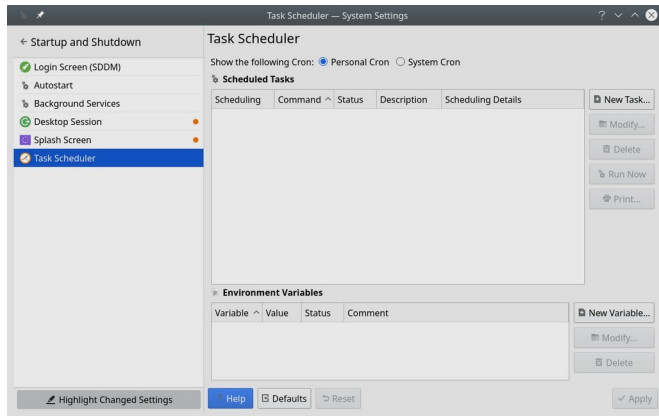 Task Scheduler — System Settings
Startup and Shutdown
Login Screen (SDDM)
Autostart
Background Services
Desktop Session
Splash Screen
Task Scheduler
Highlight Changed Settings
Task Scheduler
Show the following Cron: Personal Cron System Cron
Scheduled Tasks
Scheduling Command Status Description Scheduling Details
New Task...
Modify...
Delete
Run Now
Print...
Environment Variables
Variable Value Status Comment
New Variable...
Modify...
Delete
Help Defaults Reset Apply